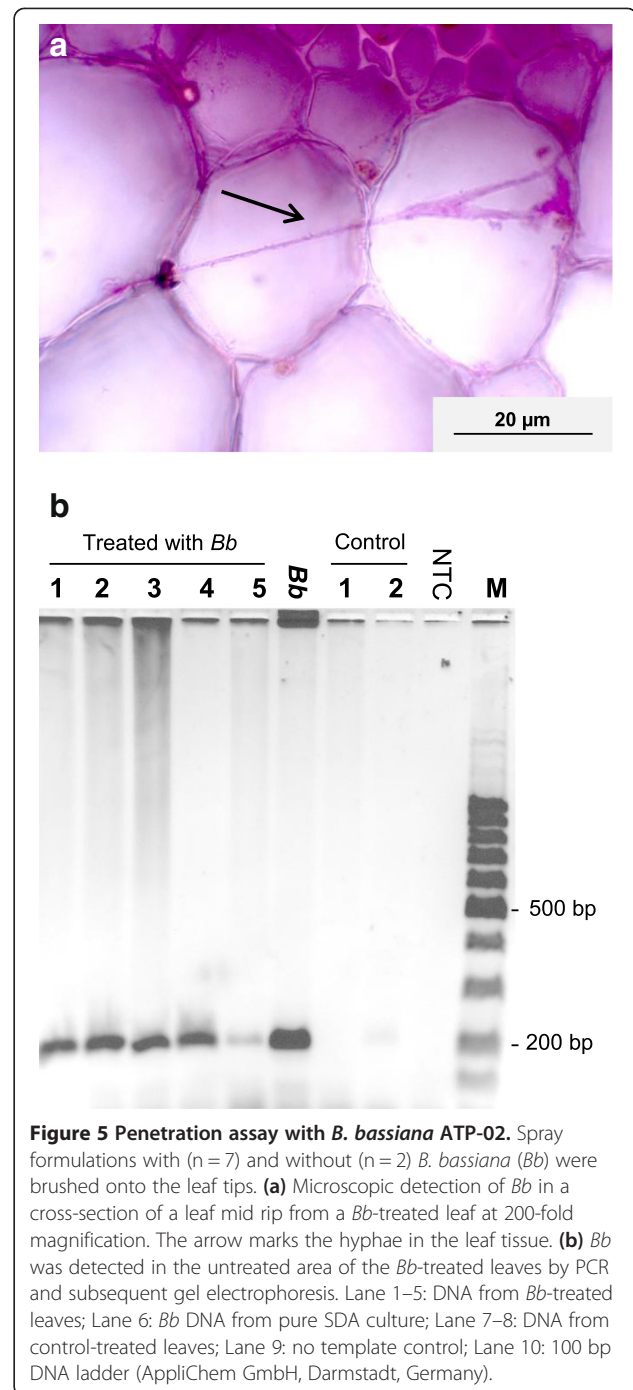 a
20 µm
b
Treated with Bb Control
1 2 3 4 5 Bb 1 2 NTC M
- 500 bp
- 200 bp
Figure 5 Penetration assay with B. bassiana ATP-02. Spray
formulations with (n = 7) and without (n = 2) B. bassiana (Bb) were
brushed onto the leaf tips. (a) Microscopic detection of Bb in a
cross-section of a leaf mid rip from a Bb-treated leaf at 200-fold
magnification. The arrow marks the hyphae in the leaf tissue. (b) Bb
was detected in the untreated area of the Bb-treated leaves by PCR
and subsequent gel electrophoresis. Lane 1–5: DNA from Bb-treated
leaves; Lane 6: Bb DNA from pure SDA culture; Lane 7–8: DNA from
control-treated leaves; Lane 9: no template control; Lane 10: 100 bp
DNA ladder (AppliChem GmbH, Darmstadt, Germany).